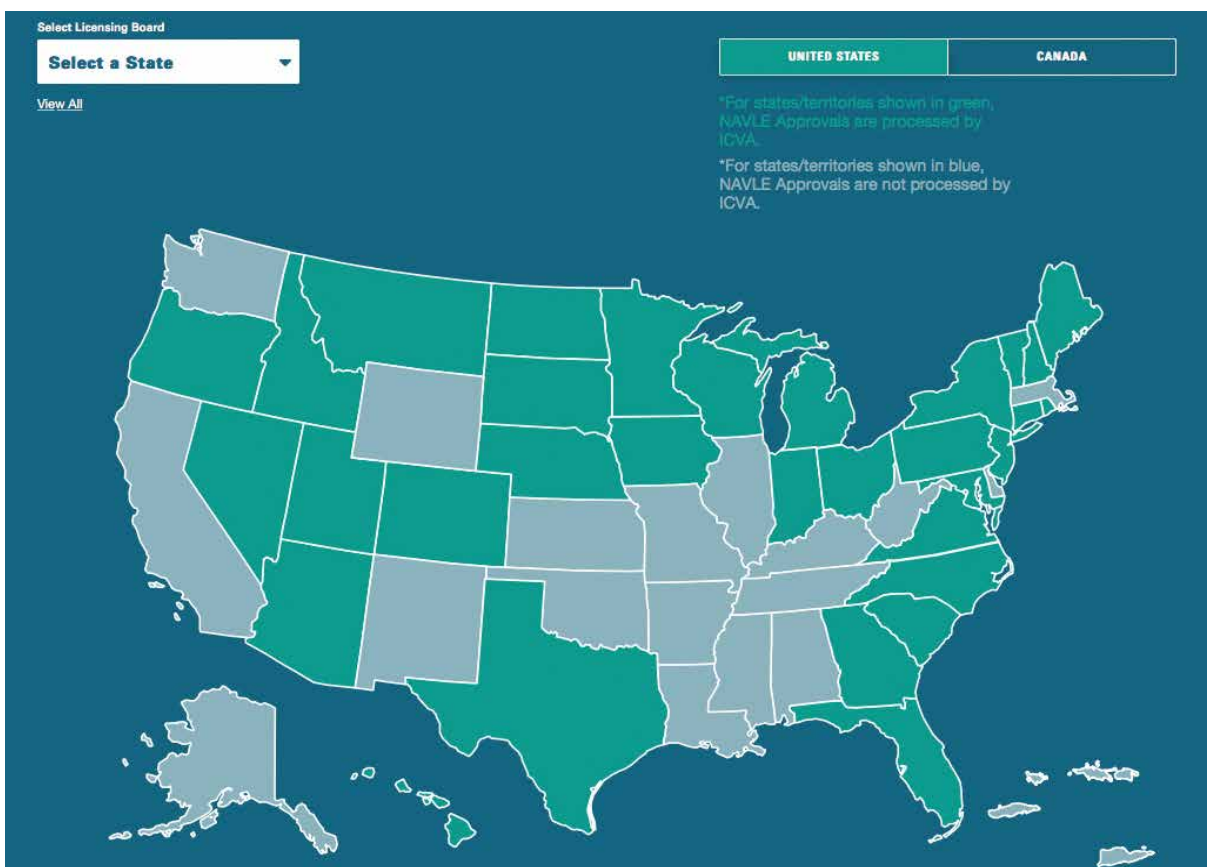 Select Licensing Board
Select a State
View All
UNITED STATES
CANADA
*For states/territories shown in green,
NAVLE Approvals are processed by
ICVA.
*For states/territories shown in blue,
NAVLE Approvals are not processed by
ICVA.